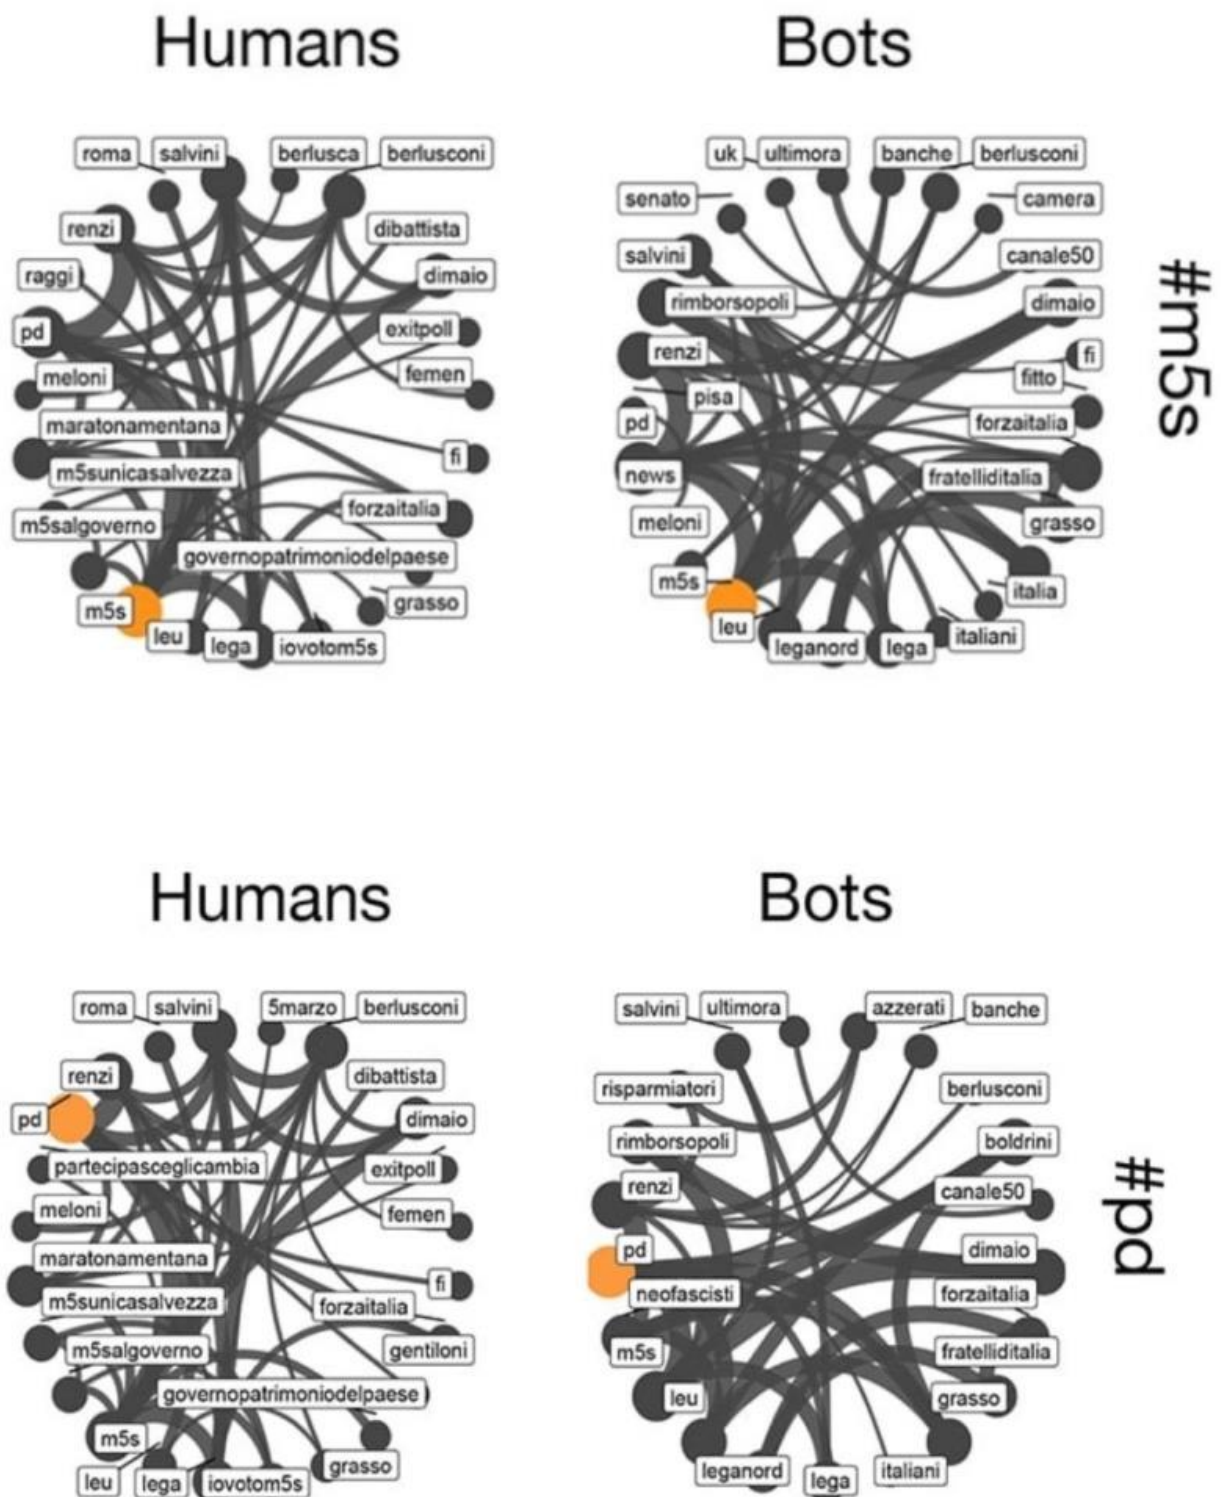 Humans
Bots
roma salvini berlusca berlusconi
renzi dibattista
raggi dimaio
pd exitpoll
meloni femen
maratonamentana
m5sunicasalvezza fi
m5salgoverno forzaitalia
governopatrimoniodelpaese
m5s grasso
leu lega iovotom5s
uk ultimora banche berlusconi
senato camera
salvini canale50
rimborsopoli dimaio
renzi fi
pisa fitto
pd forzaitalia
news fratelliditalia
meloni grasso
m5s italia
leu italiani
leganord lega
#m5s
Humans
Bots
roma salvini 5marzo berlusconi
renzi dibattista
pd dimaio
partecipasceglicambia exitpoll
meloni femen
maratonamentana
m5sunicasalvezza fi
forzaitalia
m5salgoverno gentiloni
governopatrimoniodelpaese
m5s grasso
leu lega iovotom5s
salvini ultimora azzerati banche
risparmiatori berlusconi
rimborsopoli boldrini
renzi canale50
pd dimaio
neofascisti forzaitalia
m5s fratelliditalia
leu grasso
leganord lega italiani
#pd